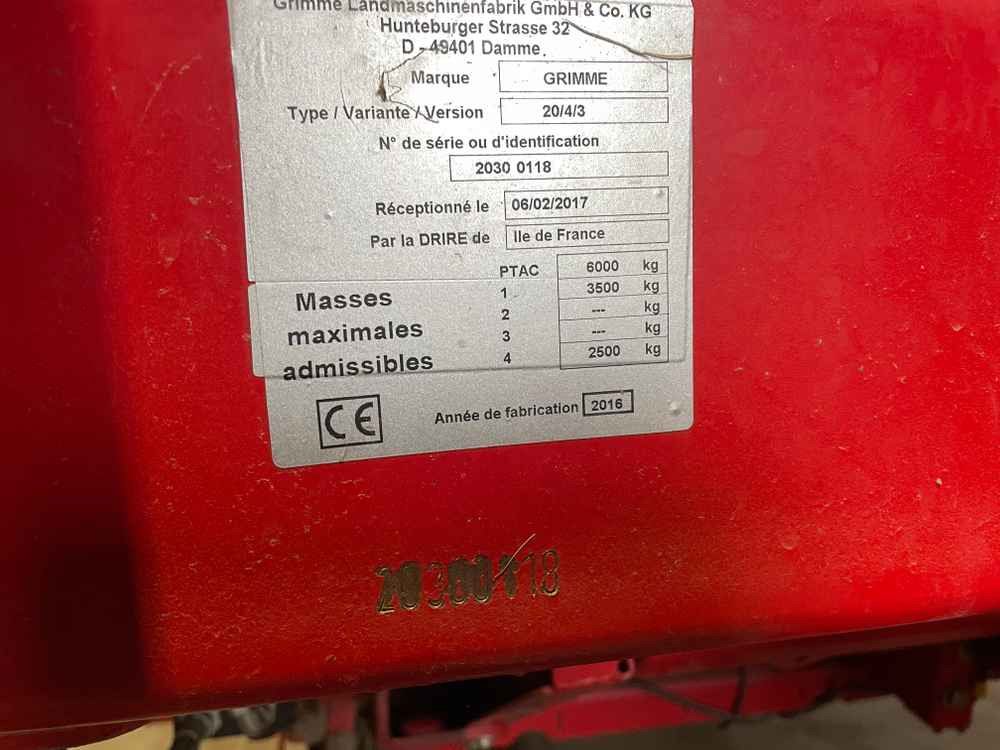 Grimme Landmaschinenfabrik GmbH & Co. KG
Hunteburger Strasse 32
D - 49401 Damme
Marque GRIMME
Type / Variante / Version 20/4/3
N° de série ou d'identification
2030 0118
Réceptionné le 06/02/2017
Par la DRIRE de Ile de France
Masses maximales admissibles
PTAC 6000 kg
1 3500 kg
2 --- kg
3 --- kg
4 2500 kg
CE Année de fabrication 2016
20300118